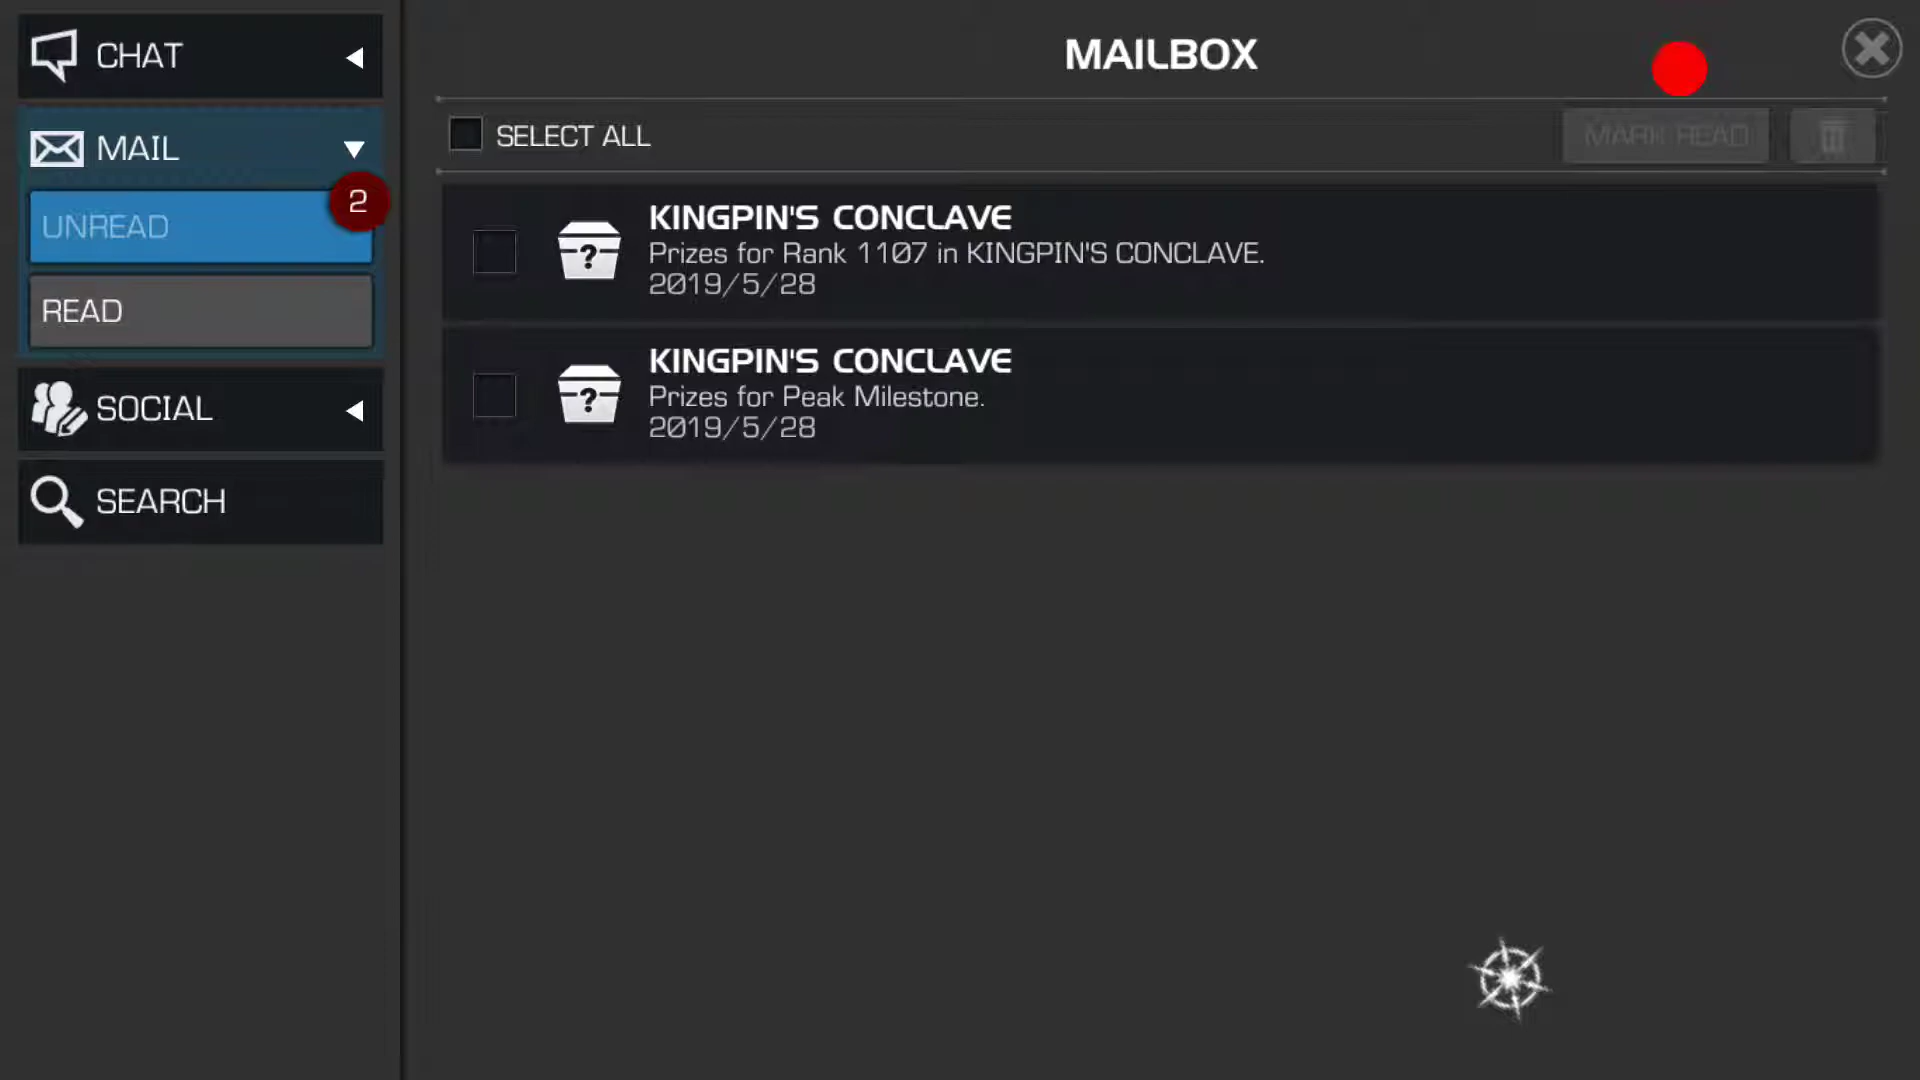 CHAT
MAIL
2
UNREAD
READ
SOCIAL
SEARCH
MAILBOX
SELECT ALL
MARK READ
KINGPIN'S CONCLAVE
Prizes for Rank 1107 in KINGPIN'S CONCLAVE.
2019/5/28
KINGPIN'S CONCLAVE
Prizes for Peak Milestone.
2019/5/28